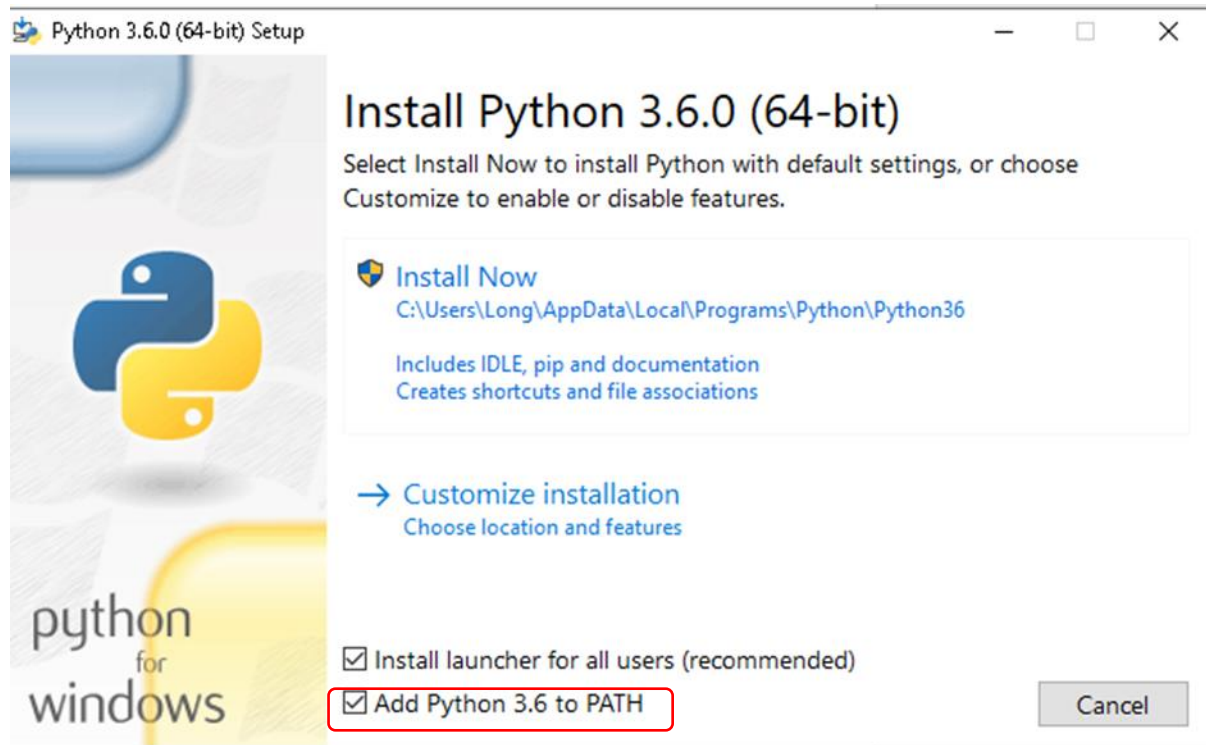 Python 3.6.0 (64-bit) Setup
Install Python 3.6.0 (64-bit)
Select Install Now to install Python with default settings, or choose
Customize to enable or disable features.
Install Now
C:\Users\Long\AppData\Local\Programs\Python\Python36
Includes IDLE, pip and documentation
Creates shortcuts and file associations
Customize installation
Choose location and features
python
for
windows
Install launcher for all users (recommended)
Add Python 3.6 to PATH
Cancel